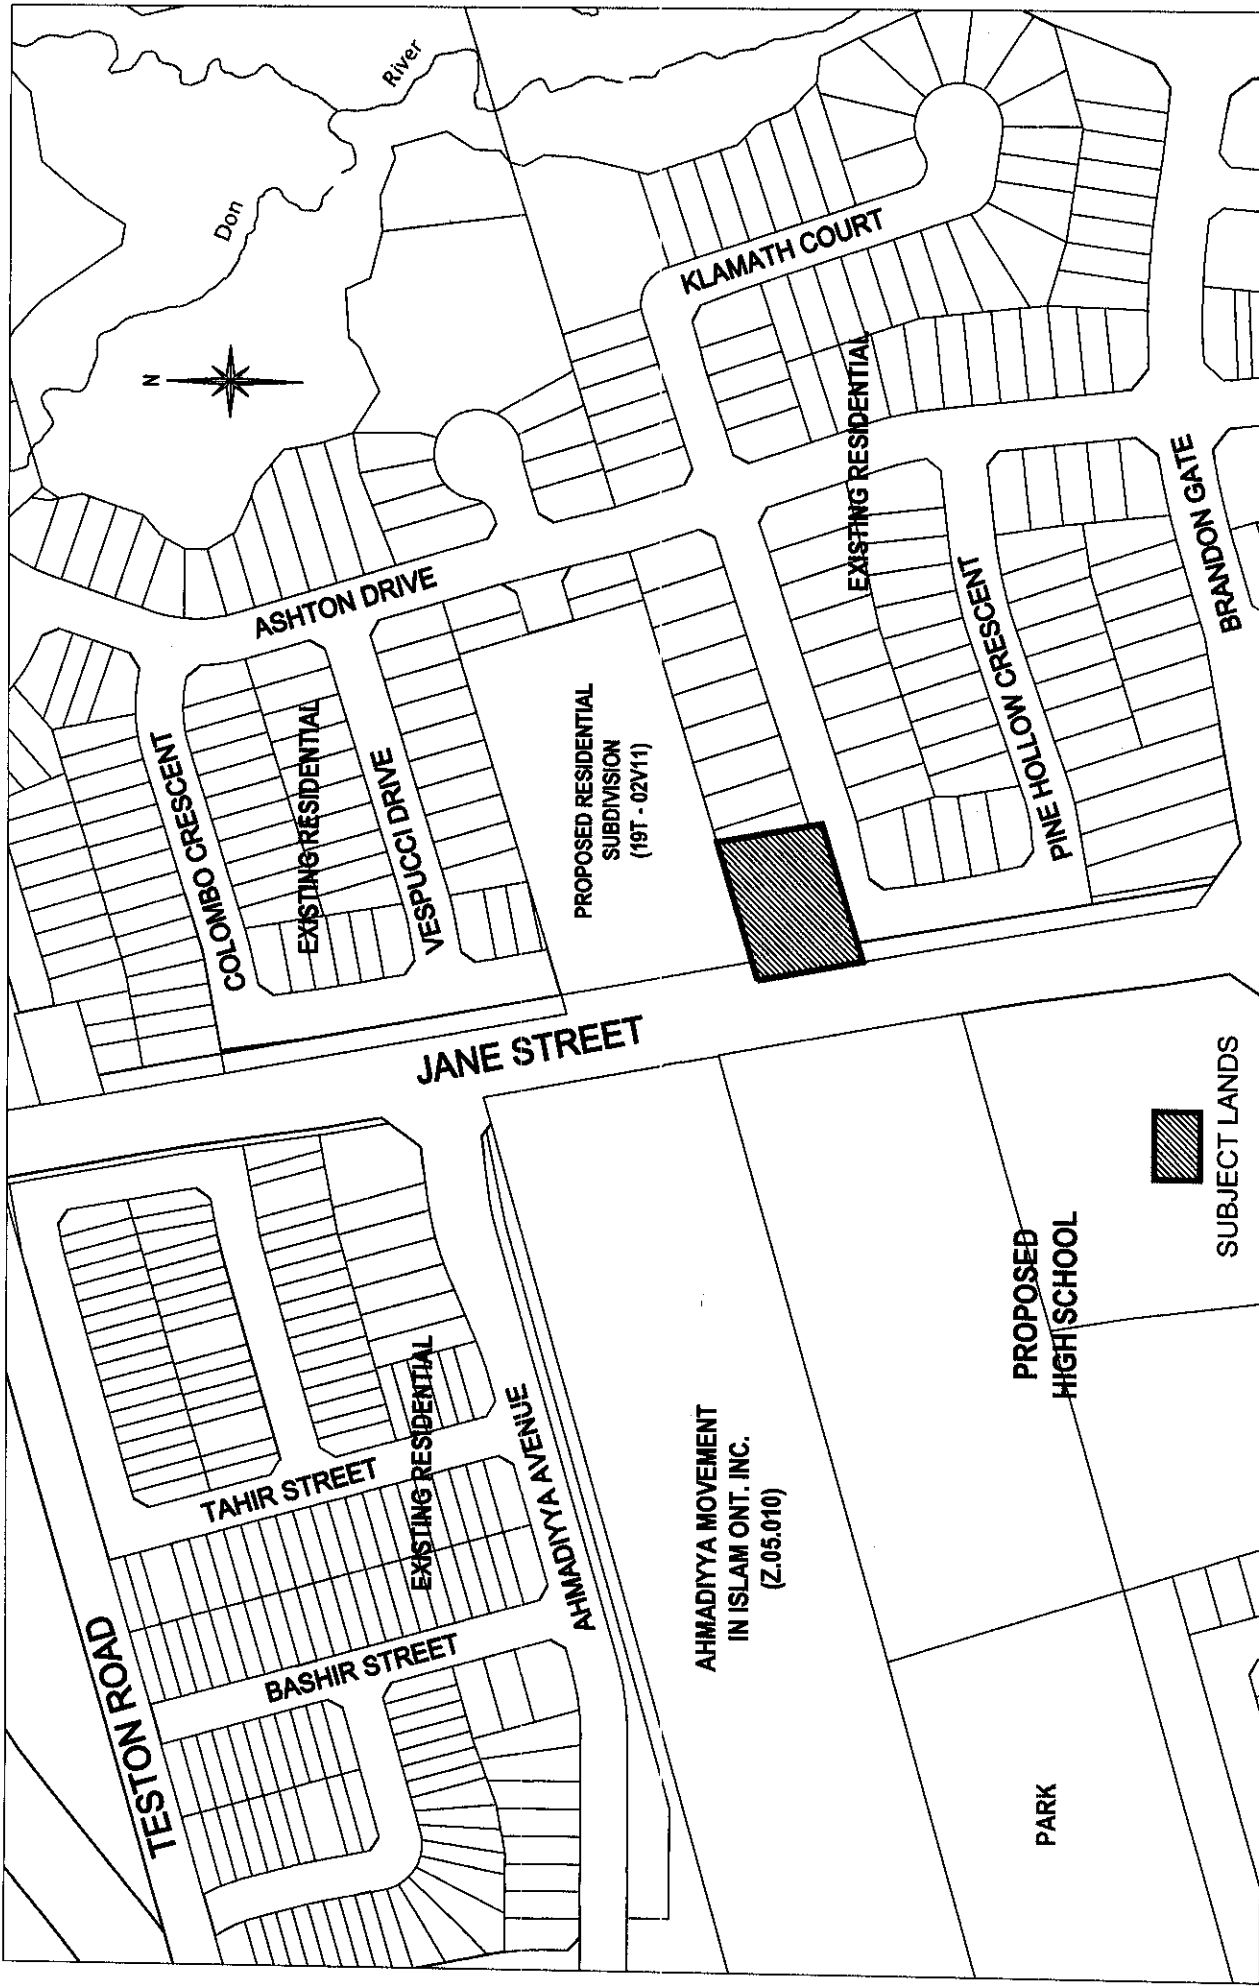 TESTON ROAD
BASHIR STREET
TAHIR STREET
EXISTING RESIDENTIAL
AHMADIYYA AVENUE
AHMADIYYA MOVEMENT
IN ISLAM ONT. INC.
(Z.05.010)
PARK
PROPOSED
HIGH SCHOOL
SUBJECT LANDS
JANE STREET
COLOMBO CRESCENT
EXISTING RESIDENTIAL
VESPUCCI DRIVE
ASHTON DRIVE
PROPOSED RESIDENTIAL
SUBDIVISION
(19T - 02V11)
N
Don
River
KLAMATH COURT
EXISTING RESIDENTIAL
PINE HOLLOW CRESCENT
BRANDON GATE